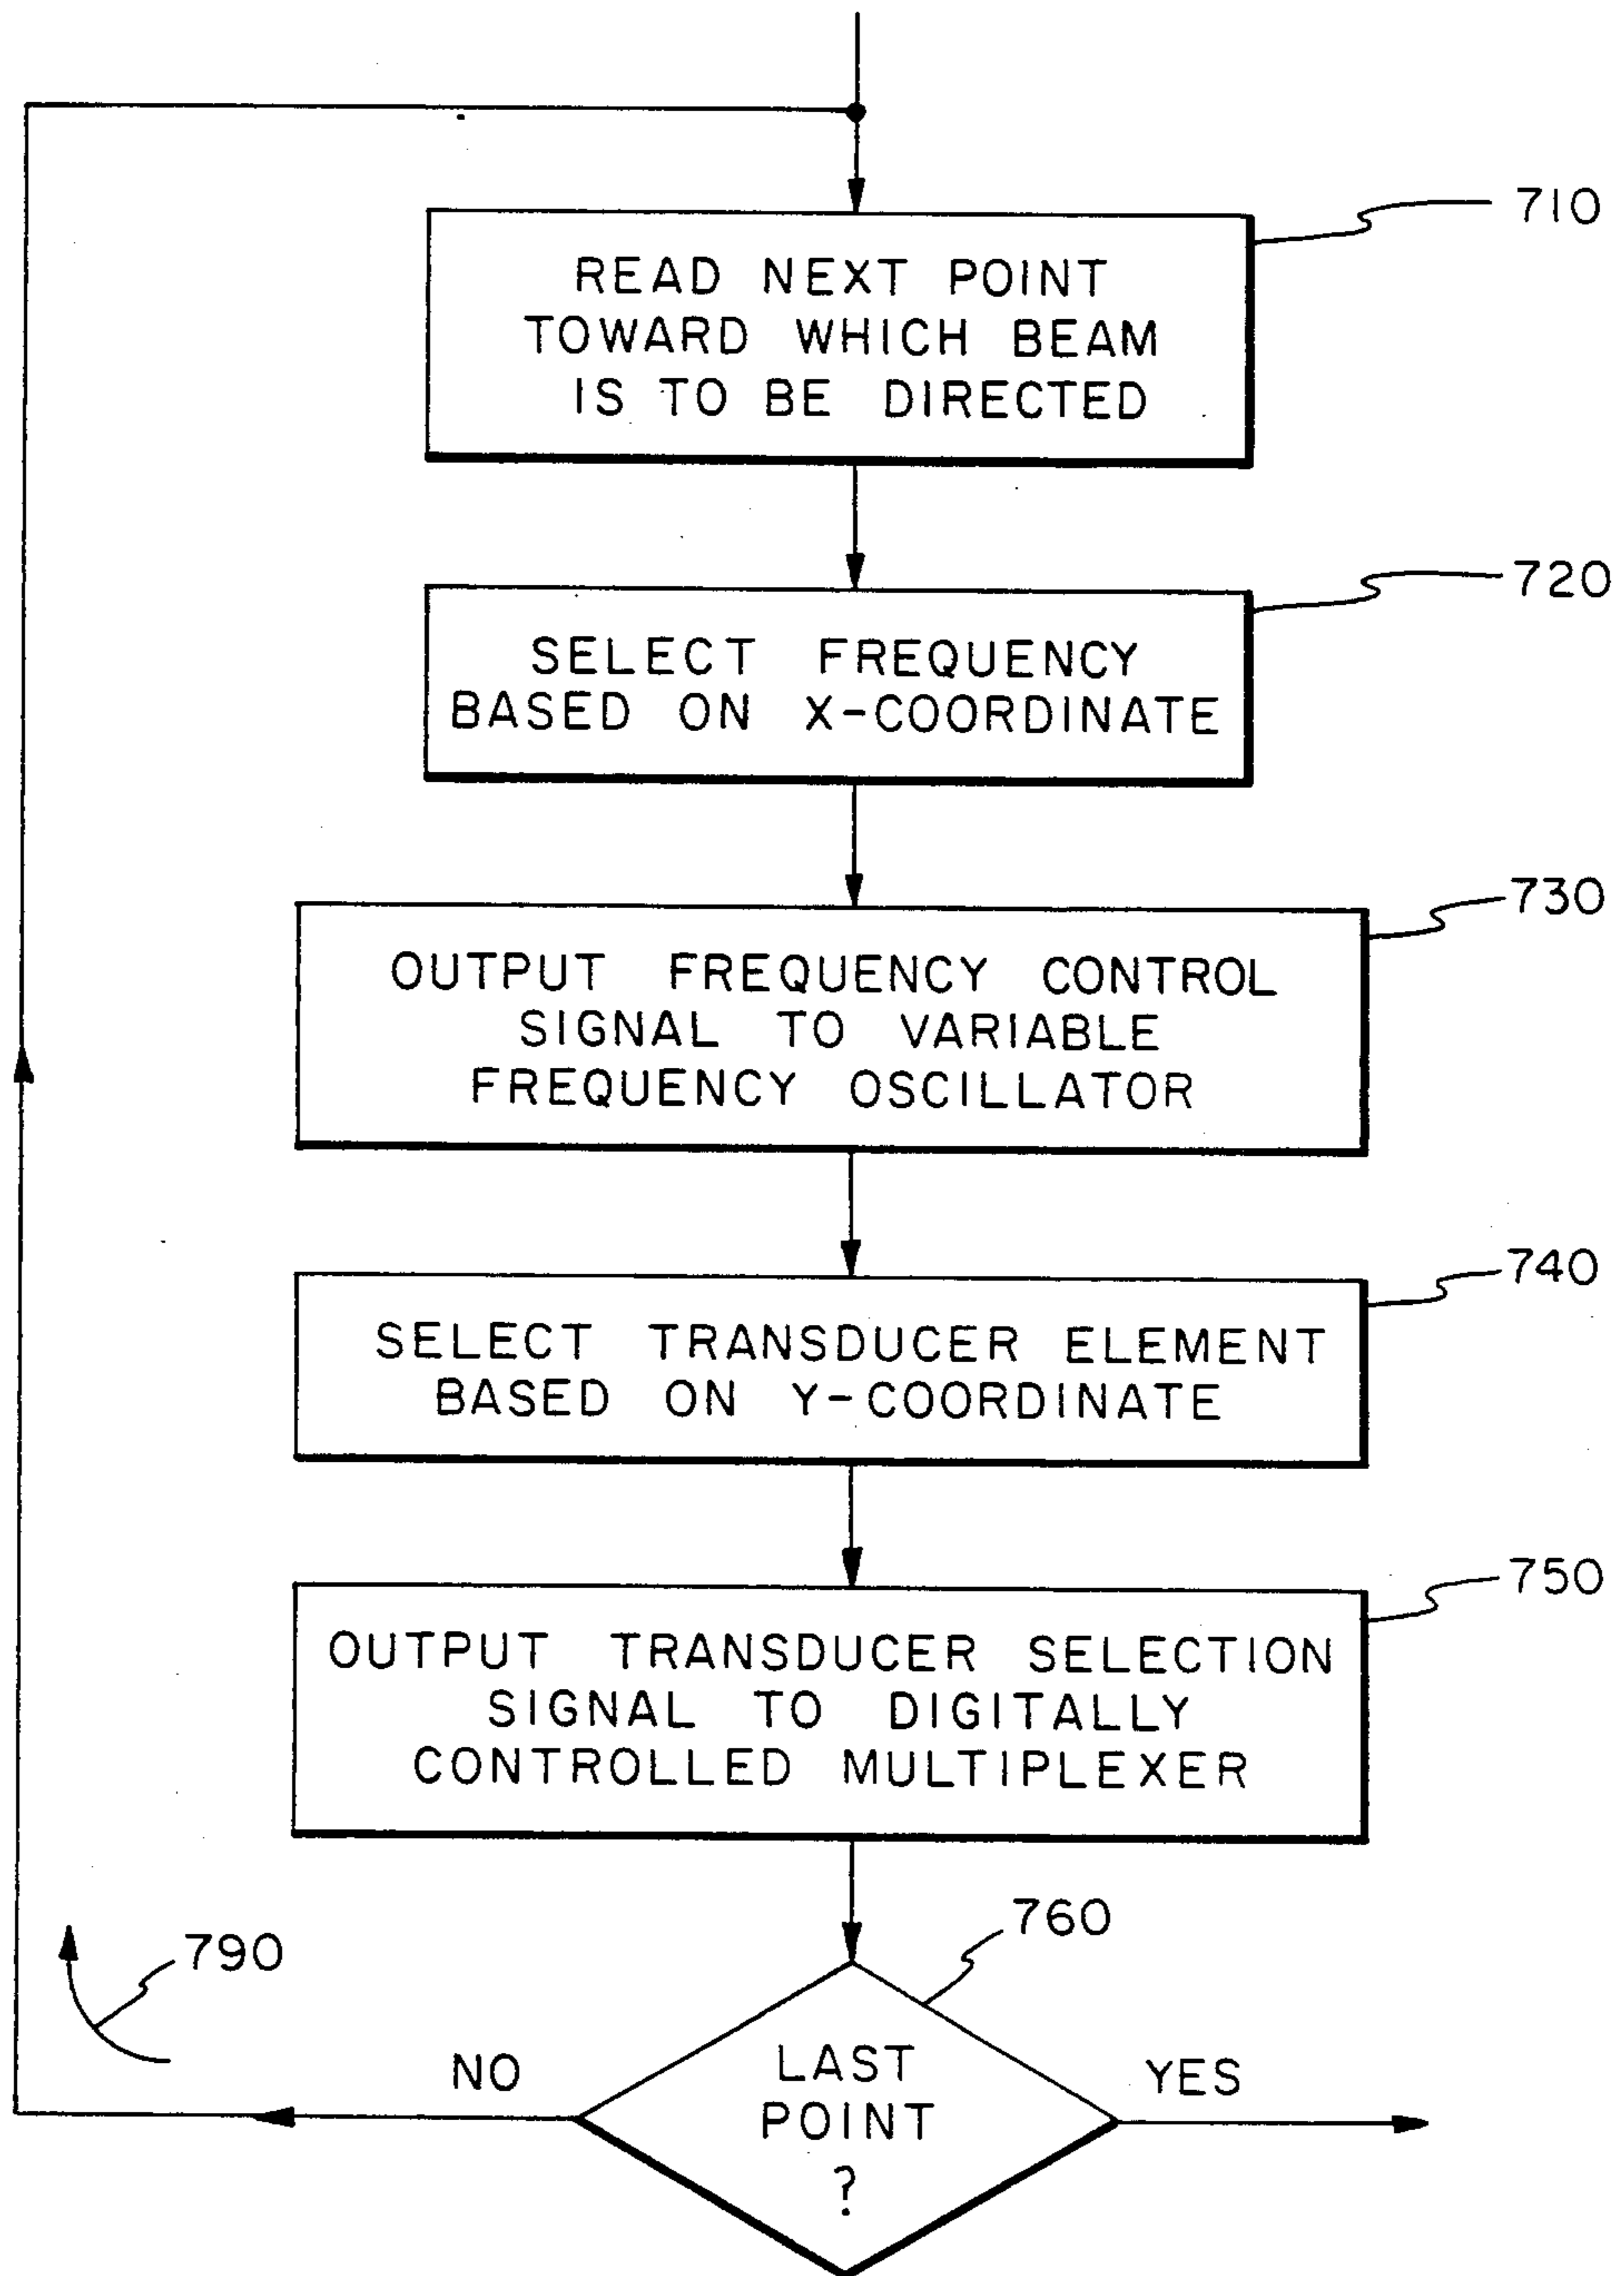 710
READ NEXT POINT
TOWARD WHICH BEAM
IS TO BE DIRECTED
720
SELECT FREQUENCY
BASED ON X-COORDINATE
730
OUTPUT FREQUENCY CONTROL
SIGNAL TO VARIABLE
FREQUENCY OSCILLATOR
740
SELECT TRANSDUCER ELEMENT
BASED ON Y-COORDINATE
750
OUTPUT TRANSDUCER SELECTION
SIGNAL TO DIGITALLY
CONTROLLED MULTIPLEXER
760
790
NO
LAST
POINT
?
YES